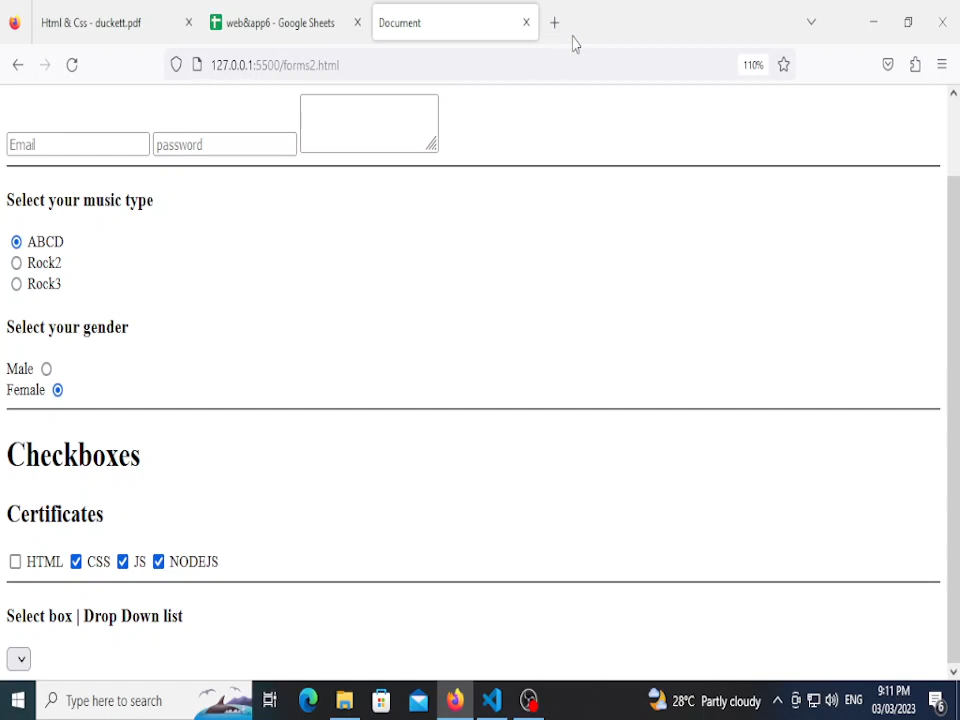 Html & Css - duckett.pdf
web&app6 - Google Sheets
Document
127.0.0.1:5500/forms2.html
110%
Email
password
Select your music type
ABCD
Rock2
Rock3
Select your gender
Male
Female
Checkboxes
Certificates
HTML CSS JS NODEJS
Select box | Drop Down list
Type here to search
28°C Partly cloudy
ENG
9:11 PM
03/03/2023
6